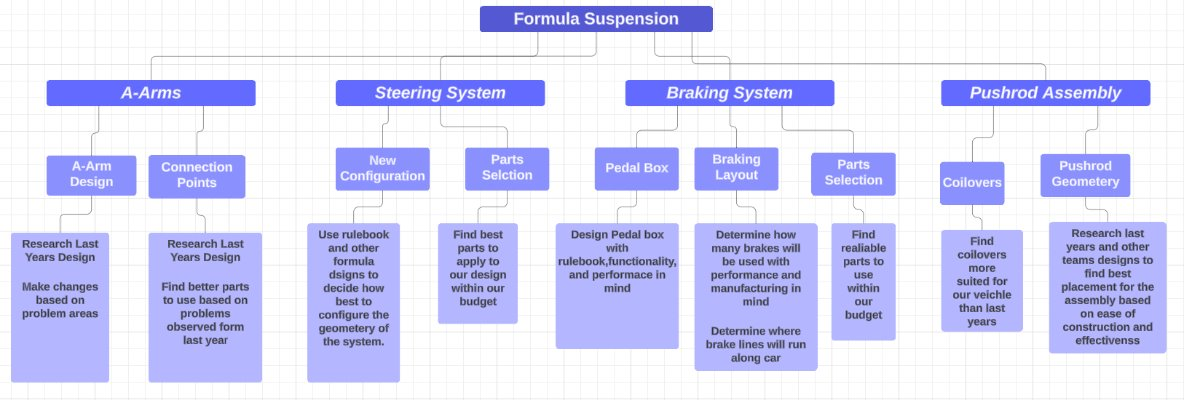 Formula Suspension
A-Arms
Steering System
Braking System
Pushrod Assembly
A-Arm
Design
Connection
Points
New
Configuration
Parts
Selction
Pedal Box
Braking
Layout
Parts
Selection
Coilovers
Pushrod
Geometery
Research Last
Years Design
Make changes
based on
problem areas
Research Last
Years Design
Find better parts
to use based on
problems
observed form
last year
Use rulebook
and other
formula
dsigns to
decide how
best to
configure the
geometery of
the system.
Find best
parts to
apply to
our design
within our
budget
Design Pedal box
with
rulebook,functionality,
and performace in
mind
Determine how
many brakes will
be used with
performance and
manufacturing in
mind
Determine where
brake lines will run
along car
Find
realiable
parts to
use
within
our
budget
Find
coilovers
more
suited for
our veichle
than last
years
Research last
years and other
teams designs to
find best
placement for the
assembly based
on ease of
construction and
effectivenss